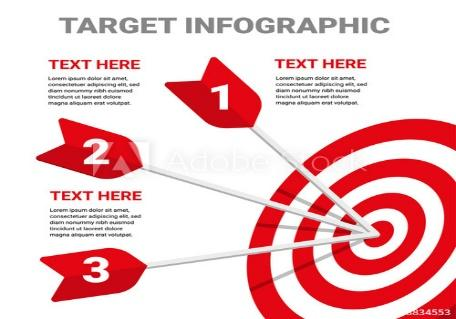 TARGET INFOGRAPHIC
TEXT HERE
Lorem ipsum dolor sit amet,
consectetuer adipiscing elit,
sed diam nonummy nibh euismod
tincidunt ut laoreet dolore
magna aliquam erat volutpat.
1
TEXT HERE
Lorem ipsum dolor sit amet,
consectetuer adipiscing elit,
sed diam nonummy nibh euismod
tincidunt ut laoreet dolore
magna aliquam erat volutpat.
2
Adobe Stock
TEXT HERE
Lorem ipsum dolor sit amet,
consectetuer adipiscing elit,
sed diam nonummy nibh euismod
tincidunt ut laoreet dolore
magna aliquam erat volutpat.
3